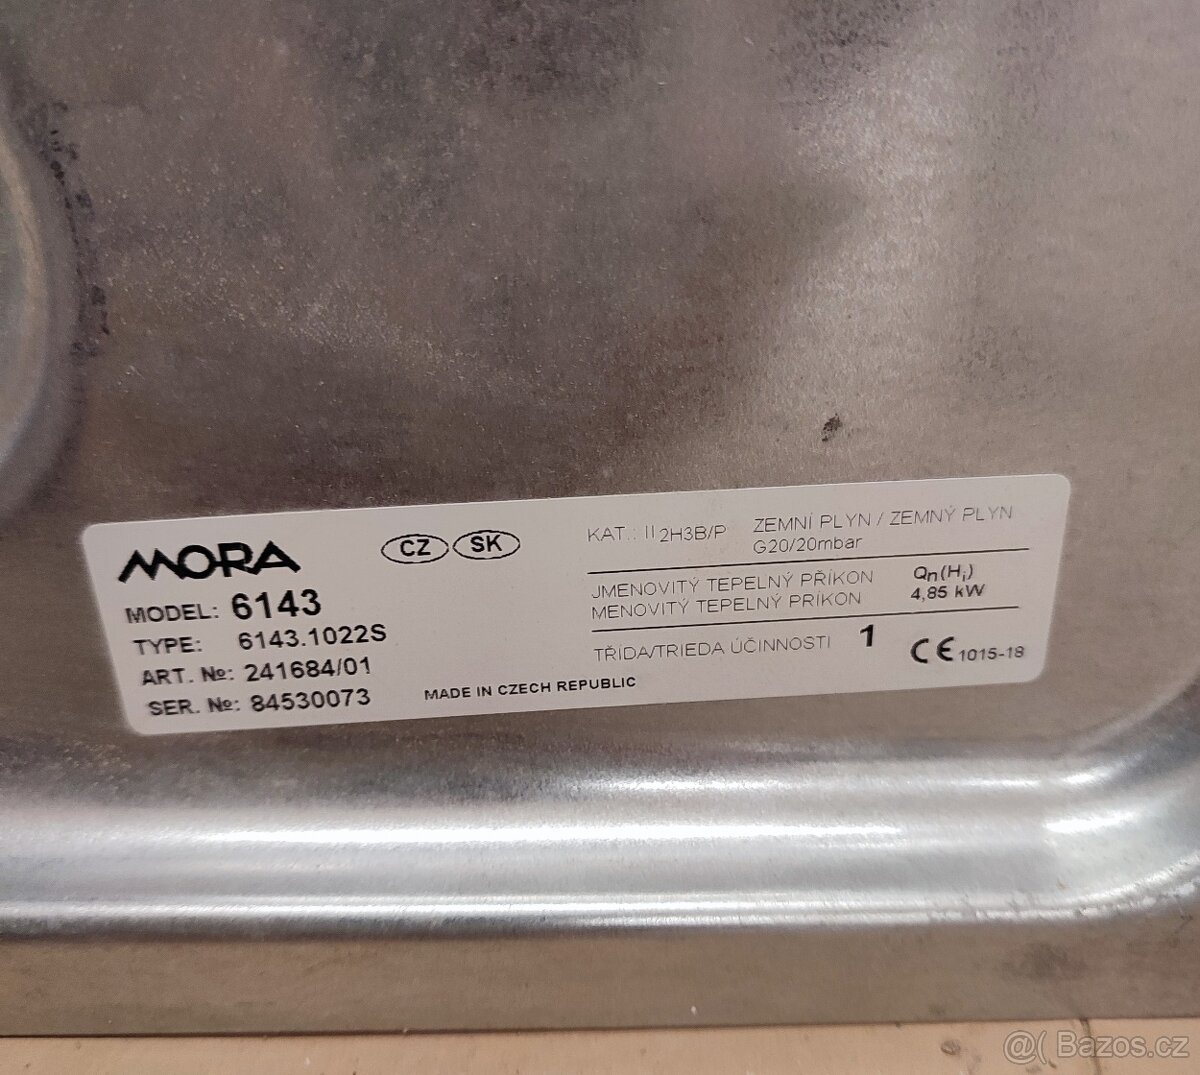 MORA
CZ SK
MODEL: 6143
TYPE: 6143.1022S
ART. №: 241684/01
SER. №: 84530073
MADE IN CZECH REPUBLIC
KAT.: II 2H3B/P
ZEMNÍ PLYN / ZEMNÝ PLYN
G20/20mbar
JMENOVITÝ TEPELNÝ PŘÍKON
MENOVITÝ TEPELNÝ PRÍKON
Qn(Hi)
4,85 kW
TŘÍDA/TRIEDA ÚČINNOSTI 1
CE 1015-18
@( Bazos.cz